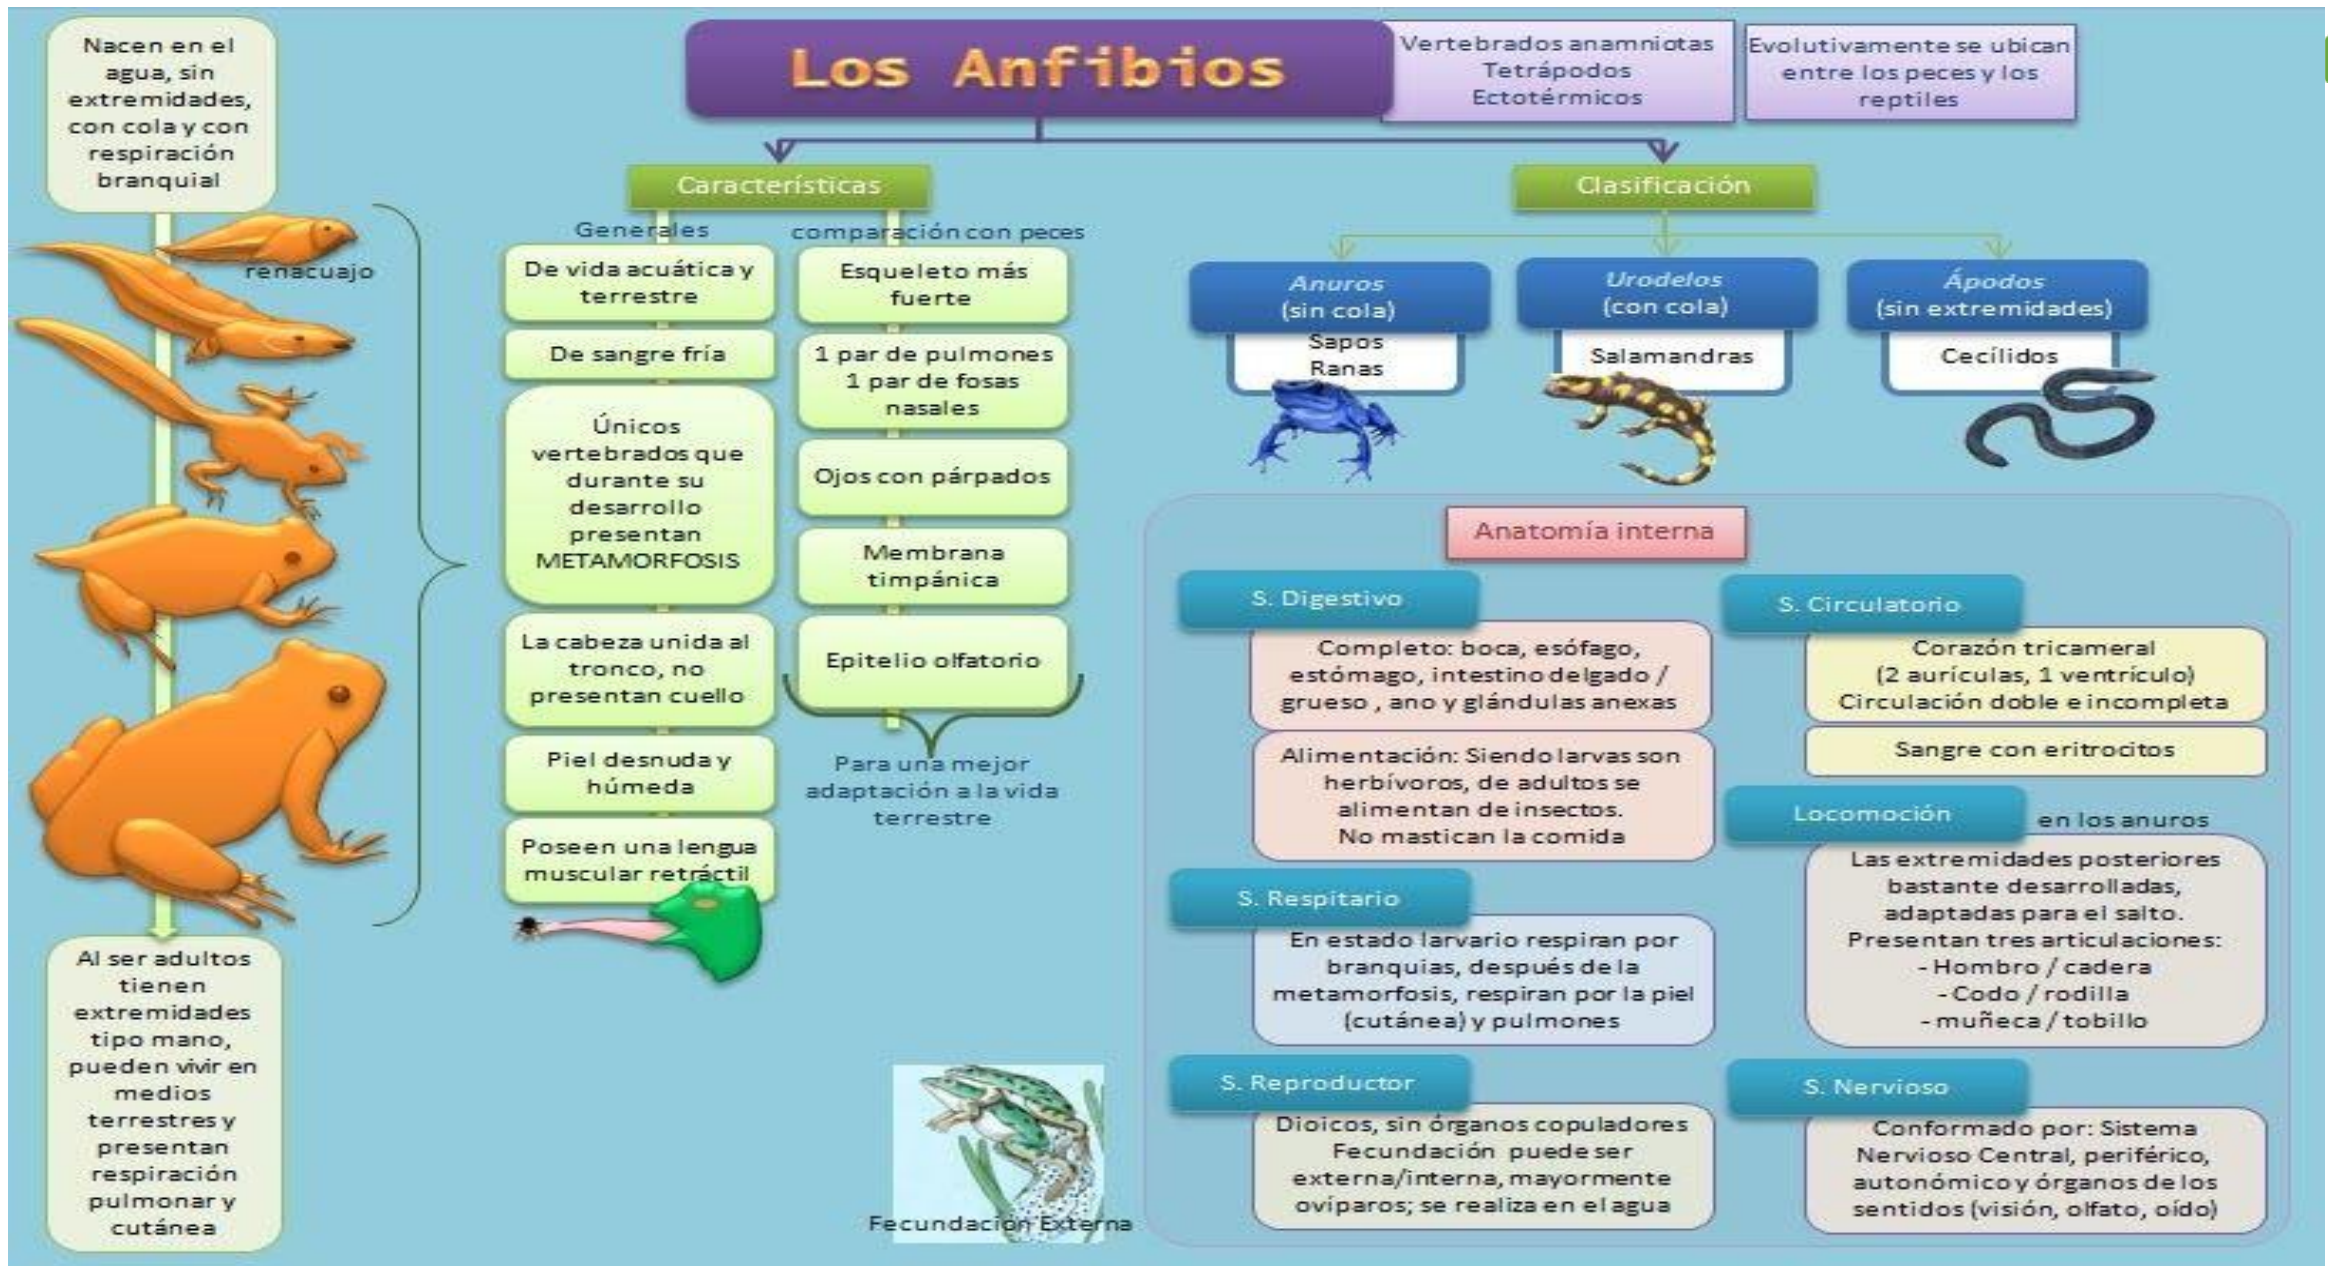 Nacen en el
agua, sin
extremidades,
con cola y con
respiración
branquial
renacuajo
Al ser adultos
tienen
extremidades
tipo mano,
pueden vivir en
medios
terrestres y
presentan
respiración
pulmonar y
cutánea
Los Anfibios
Vertebrados anamniotas
Tetrápodos
Ectotérmicos
Evolutivamente se ubican
entre los peces y los
reptiles
Características
Generales
De vida acuática y
terrestre
De sangre fría
Únicos
vertebrados que
durante su
desarrollo
presentan
METAMORFOSIS
La cabeza unida al
tronco, no
presentan cuello
Piel desnuda y
húmeda
Poseen una lengua
muscular retráctil
comparación con peces
Esqueleto más
fuerte
1 par de pulmones
1 par de fosas
nasales
Ojos con párpados
Membrana
timpánica
Epitelio olfatorio
Para una mejor
adaptación a la vida
terrestre
Clasificación
Anuros
(sin cola)
Sapos
Ranas
Urodelos
(con cola)
Salamandras
Ápodos
(sin extremidades)
Cecílidos
Anatomía interna
S. Digestivo
Completo: boca, esófago,
estómago, intestino delgado /
grueso , ano y glándulas anexas
Alimentación: Siendo larvas son
herbívoros, de adultos se
alimentan de insectos.
No mastican la comida
S. Respitario
En estado larvario respiran por
branquias, después de la
metamorfosis, respiran por la piel
(cutánea) y pulmones
S. Reproductor
Dioicos, sin órganos copuladores
Fecundación puede ser
externa/interna, mayormente
ovíparos; se realiza en el agua
Fecundación Externa
S. Circulatorio
Corazón tricameral
(2 aurículas, 1 ventrículo)
Circulación doble e incompleta
Sangre con eritrocitos
Locomoción
en los anuros
Las extremidades posteriores
bastante desarrolladas,
adaptadas para el salto.
Presentan tres articulaciones:
- Hombro / cadera
- Codo / rodilla
- muñeca / tobillo
S. Nervioso
Conformado por: Sistema
Nervioso Central, periférico,
autonómico y órganos de los
sentidos (visión, olfato, oído)